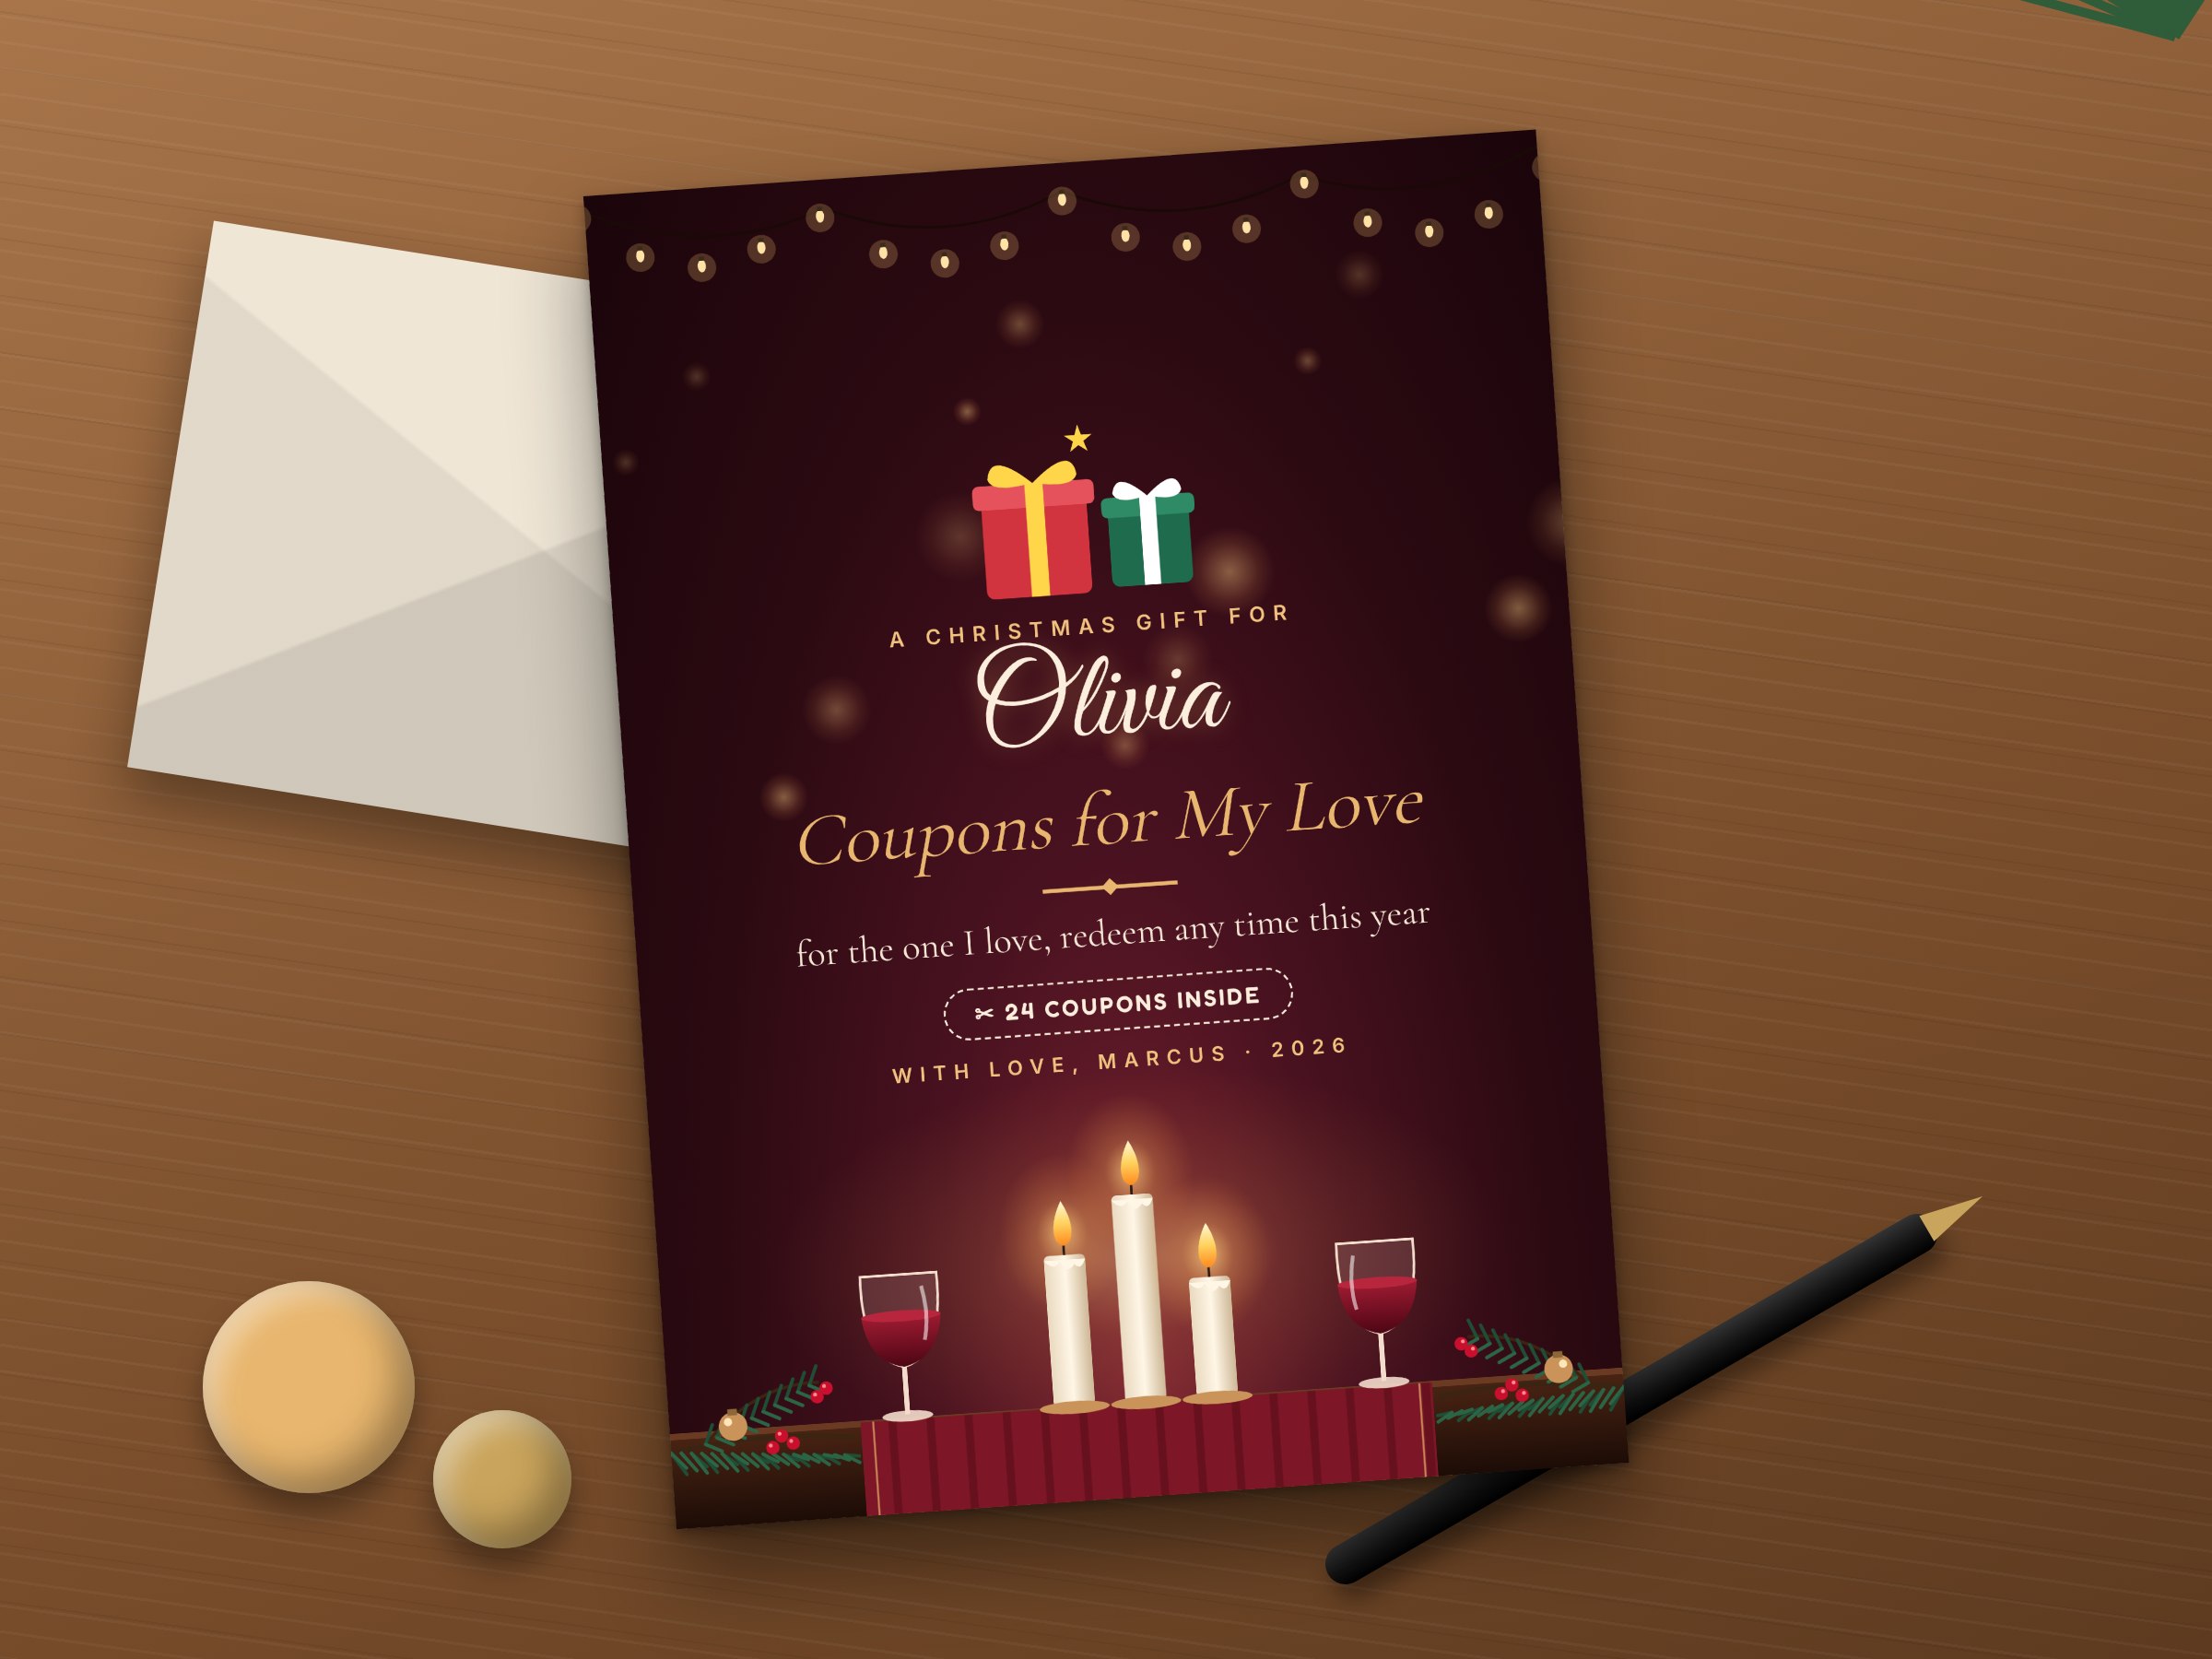 A CHRISTMAS GIFT FOR
Olivia
Coupons for My Love
for the one I love, redeem any time this year
✂ 24 COUPONS INSIDE
WITH LOVE, MARCUS · 2026